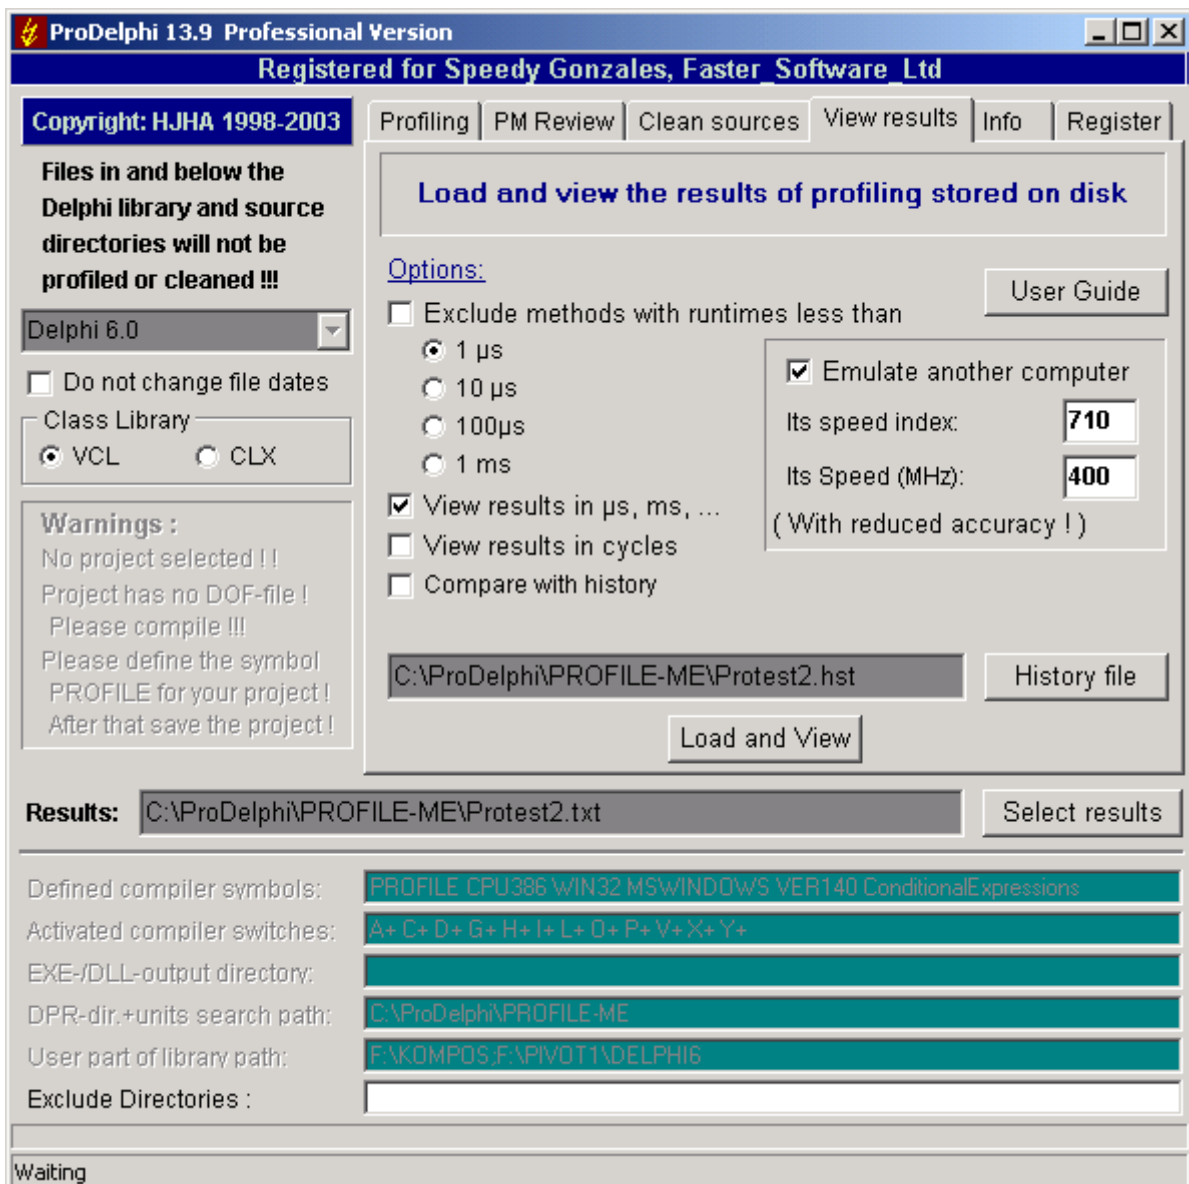 ProDelphi 13.9 Professional Version
Registered for Speedy Gonzales, Faster_Software_Ltd
Copyright: HJHA 1998-2003
Files in and below the
Delphi library and source
directories will not be
profiled or cleaned !!!
Delphi 6.0
Do not change file dates
Class Library
VCL CLX
Warnings :
No project selected ! !
Project has no DOF-file !
Please compile !!!
Please define the symbol
PROFILE for your project !
After that save the project !
Profiling PM Review Clean sources View results Info Register
Load and view the results of profiling stored on disk
Options:
User Guide
Exclude methods with runtimes less than
1 µs
10 µs
100µs
1 ms
Emulate another computer
Its speed index: 710
Its Speed (MHz): 400
( With reduced accuracy ! )
View results in µs, ms, ...
View results in cycles
Compare with history
C:\ProDelphi\PROFILE-ME\Protest2.hst History file
Load and View
Results: C:\ProDelphi\PROFILE-ME\Protest2.txt Select results
Defined compiler symbols: PROFILE CPU386 WIN32 MSWINDOWS VER140 ConditionalExpressions
Activated compiler switches: A+ C+ D+ G+ H+ I+ L+ O+ P+ V+ X+ Y+
EXE-/DLL-output directory:
DPR-dir.+units search path: C:\ProDelphi\PROFILE-ME
User part of library path: F:\KOMPOS;F:\PIVOT1\DELPHI6
Exclude Directories :
Waiting